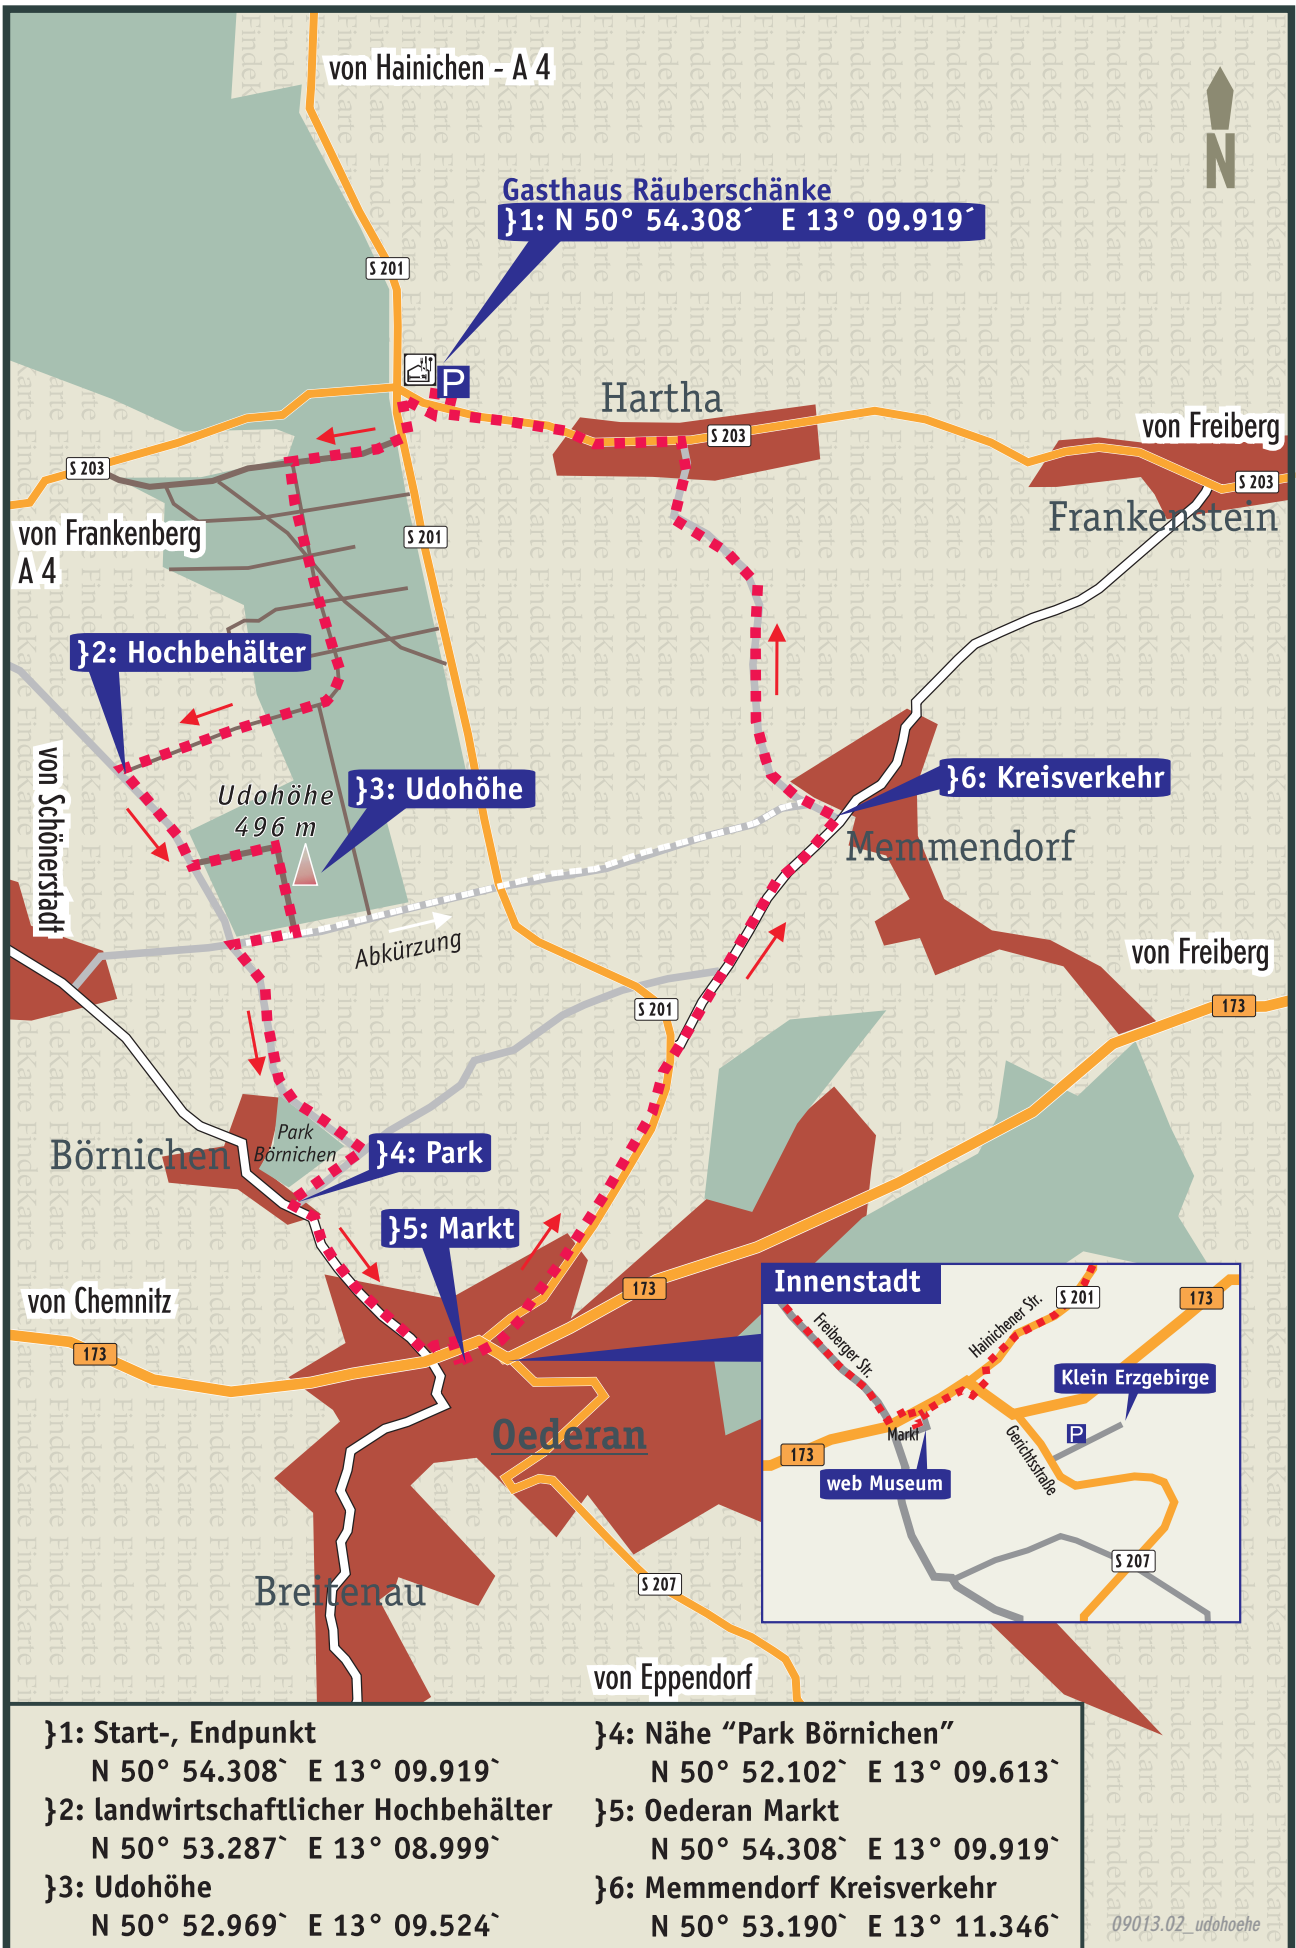 von Hainichen - A 4
N
Gasthaus Räuberschänke
}1: N 50° 54.308´ E 13° 09.919´
S 201
P
Hartha
S 203
von Freiberg
S 203
S 203
Frankenstein
von Frankenberg
A 4
S 201
}2: Hochbehälter
von Schönerstadt
Udohöhe
496 m
}3: Udohöhe
}6: Kreisverkehr
Memmendorf
Abkürzung
von Freiberg
S 201
173
Park
Börnichen
Börnichen
}4: Park
}5: Markt
von Chemnitz
173
173
Oederan
Innenstadt
S 201
173
Freiberger Str.
Hainichener Str.
Klein Erzgebirge
P
Markt
Gerichtsstraße
173
web Museum
S 207
Breitenau
S 207
von Eppendorf
}1: Start-, Endpunkt
N 50° 54.308` E 13° 09.919`
}2: landwirtschaftlicher Hochbehälter
N 50° 53.287` E 13° 08.999`
}3: Udohöhe
N 50° 52.969` E 13° 09.524`
}4: Nähe “Park Börnichen”
N 50° 52.102` E 13° 09.613`
}5: Oederan Markt
N 50° 54.308` E 13° 09.919`
}6: Memmendorf Kreisverkehr
N 50° 53.190` E 13° 11.346`
09013.02_udohoehe